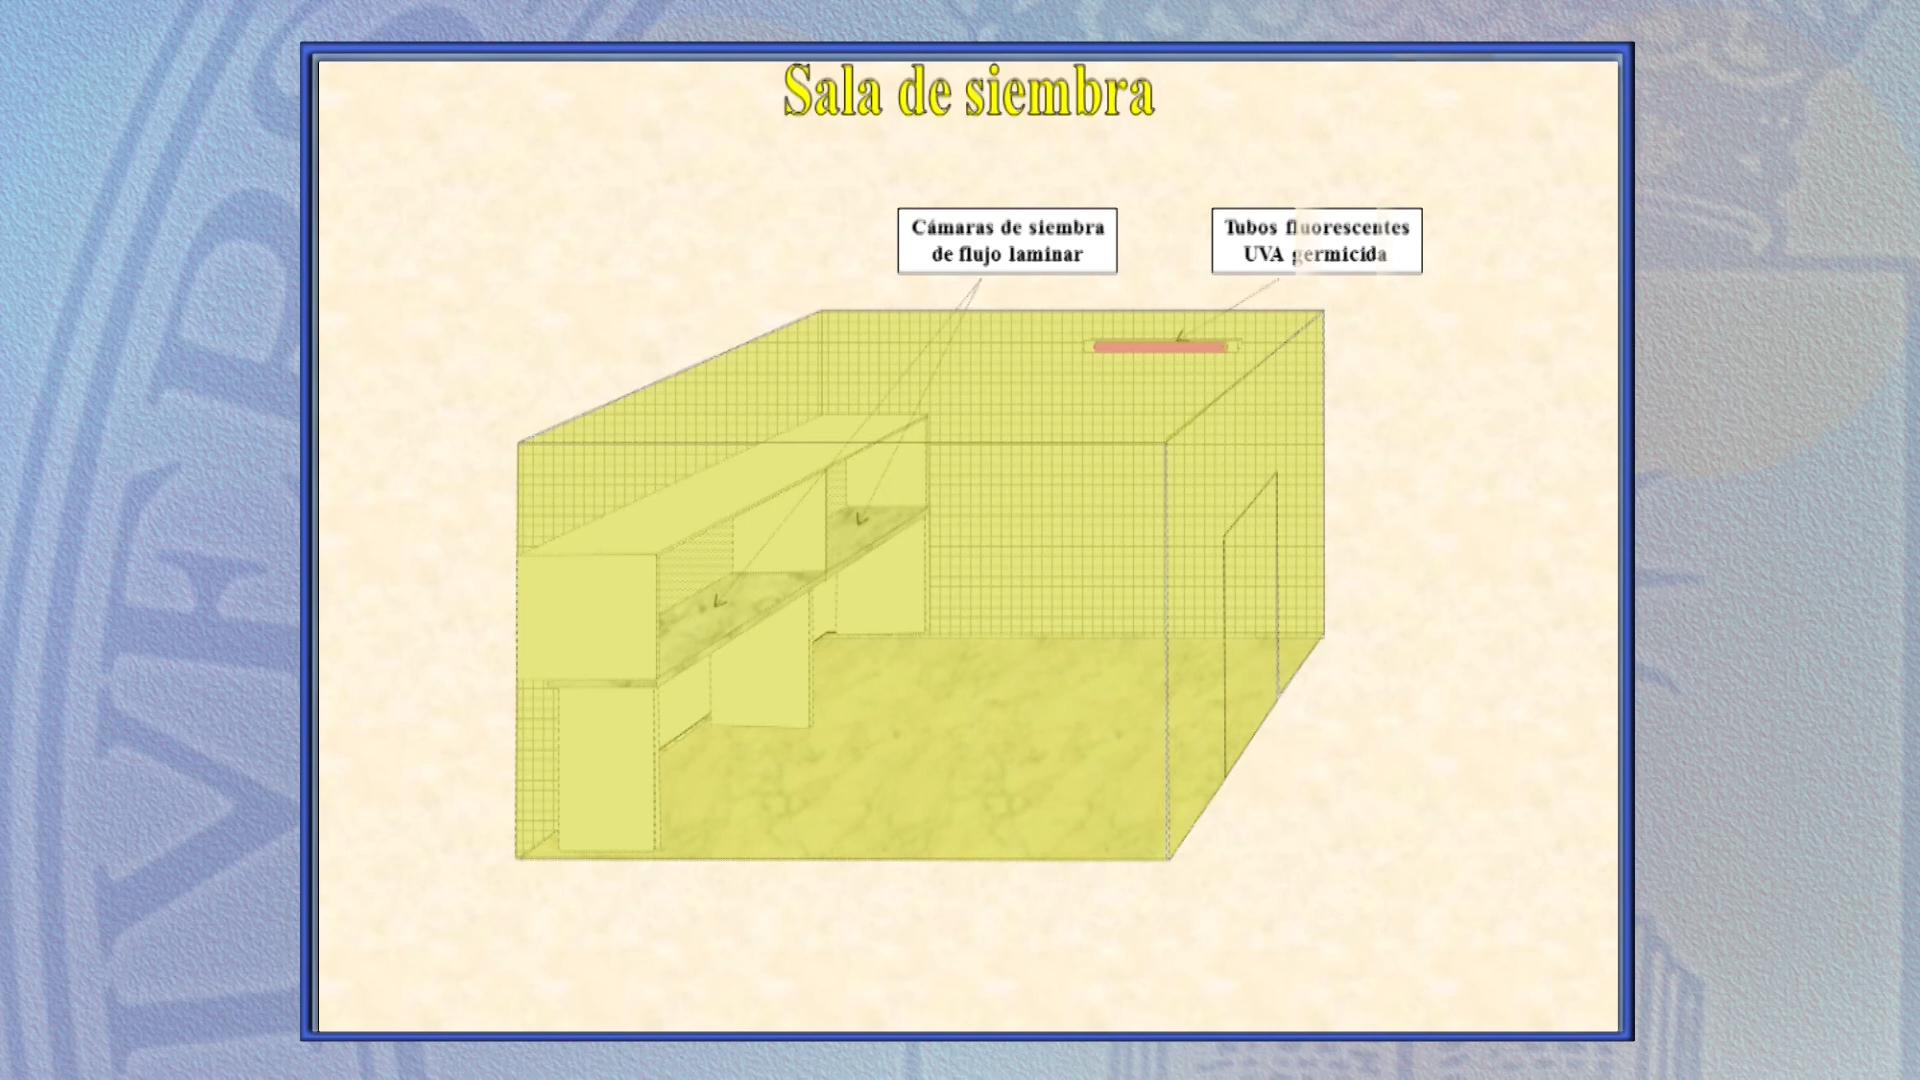 Sala de siembra
Cámaras de siembra
de flujo laminar
Tubos fluorescentes
UVA germicida